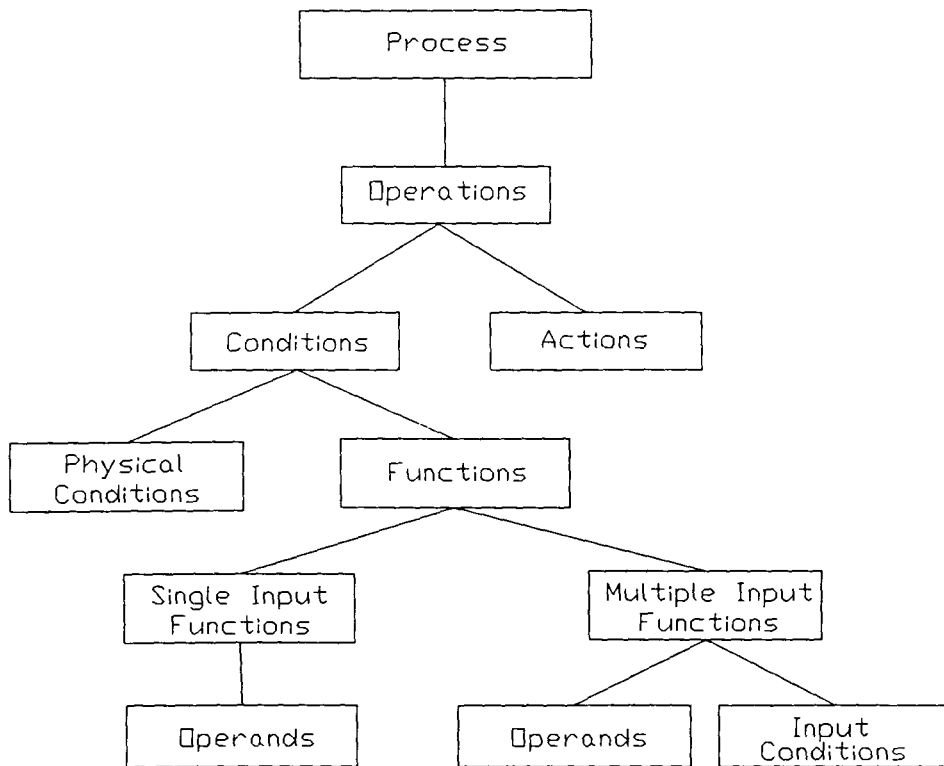 Process
Operations
Conditions
Actions
Physical
Conditions
Functions
Single Input
Functions
Multiple Input
Functions
Operands
Operands
Input
Conditions